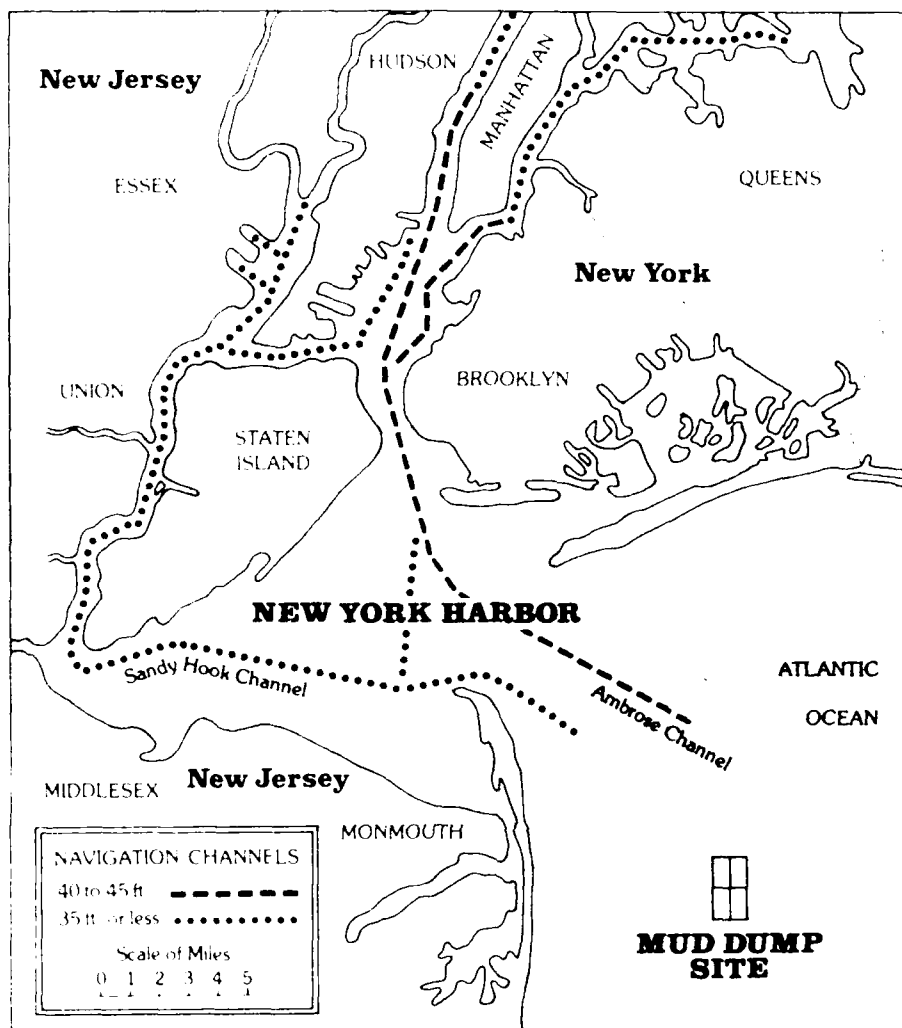 HUDSON
New Jersey
MANHATTAN
ESSEX
QUEENS
New York
UNION
BROOKLYN
STATEN
ISLAND
NEW YORK HARBOR
Sandy Hook Channel
ATLANTIC
OCEAN
Ambrose Channel
New Jersey
MIDDLESEX
MONMOUTH
NAVIGATION CHANNELS
40 to 45 ft
35 ft or less
Scale of Miles
0 1 2 3 4 5
MUD DUMP
SITE